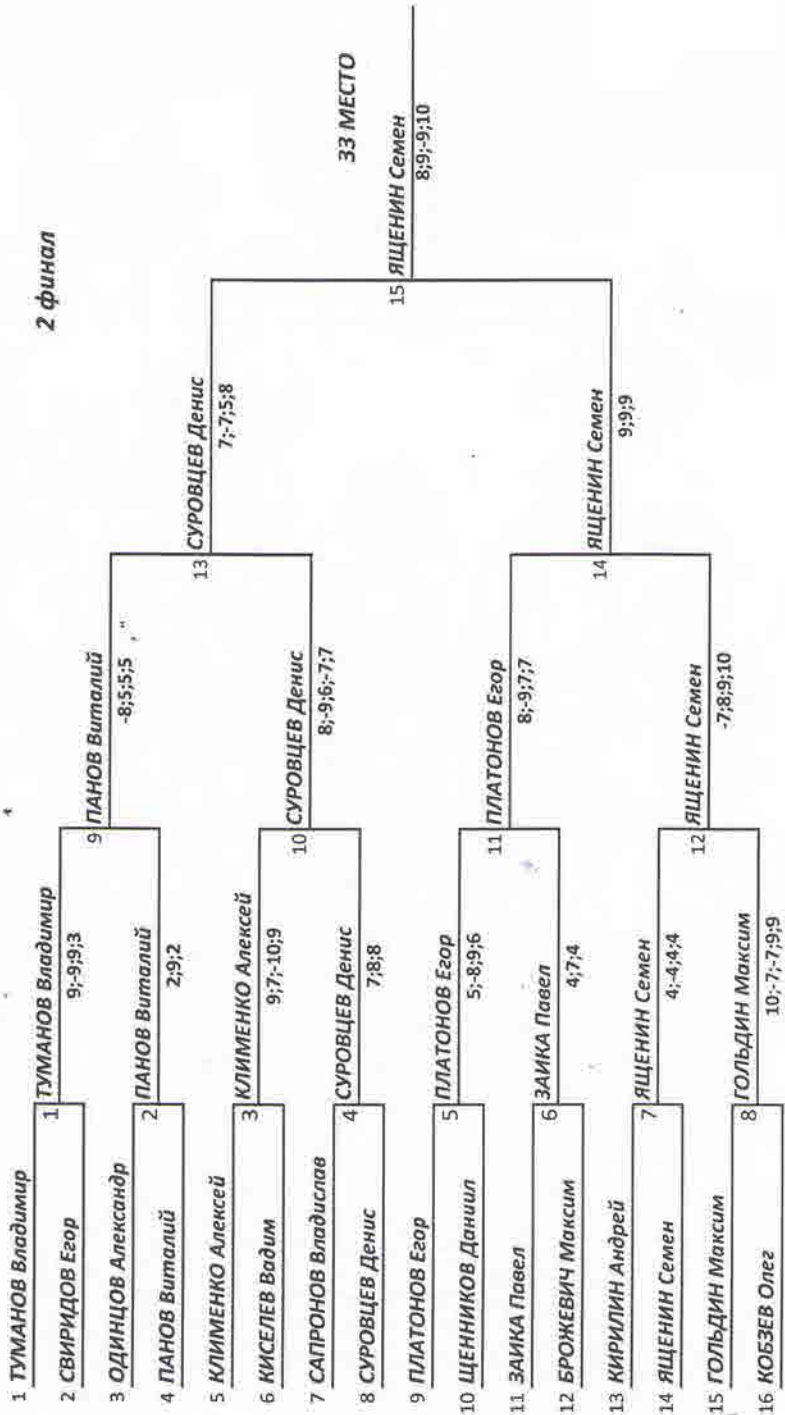 2 финал
1 ТУМАНОВ Владимир
2 СВИРИДОВ Егор
3 ОДИНЦОВ Александр
4 ПАНОВ Виталий
5 КЛИМЕНКО Алексей
6 КИСЕЛЕВ Вадим
7 САПРОНОВ Владислав
8 СУРОВЦЕВ Денис
9 ПЛАТОНОВ Егор
10 ЩЕННИКОВ Даниил
11 ЗАИКА Павел
12 БРОЖЕВИЧ Максим
13 КИРИЛИН Андрей
14 ЯЩЕНИН Семен
15 ГОЛЬДИН Максим
16 КОБЗЕВ Олег
1 ТУМАНОВ Владимир
9;-9;9;3
2 ПАНОВ Виталий
2;9;2
3 КЛИМЕНКО Алексей
9;7;-10;9
4 СУРОВЦЕВ Денис
7;8;8
5 ПЛАТОНОВ Егор
5;-8;9;6
6 ЗАИКА Павел
4;7;4
7 ЯЩЕНИН Семен
4;-4;4;4
8 ГОЛЬДИН Максим
10;-7;-7;9;9
9 ПАНОВ Виталий
-8;5;5;5
10 СУРОВЦЕВ Денис
8;-9;6;-7;7
11 ПЛАТОНОВ Егор
8;-9;7;7
12 ЯЩЕНИН Семен
-7;8;9;10
13 СУРОВЦЕВ Денис
7;-7;5;8
14 ЯЩЕНИН Семен
9;9;9
33 МЕСТО
15 ЯЩЕНИН Семен
8;9;-9;10